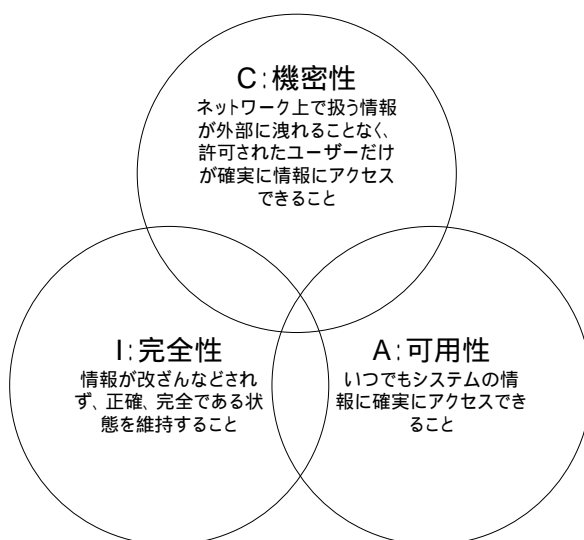 C:機密性
ネットワーク上で扱う情報
が外部に洩れることなく、
許可されたユーザーだけ
が確実に情報にアクセス
できること
I:完全性
情報が改ざんなどされ
ず、正確、完全である状
態を維持すること
A:可用性
いつでもシステムの情
報に確実にアクセスでき
ること